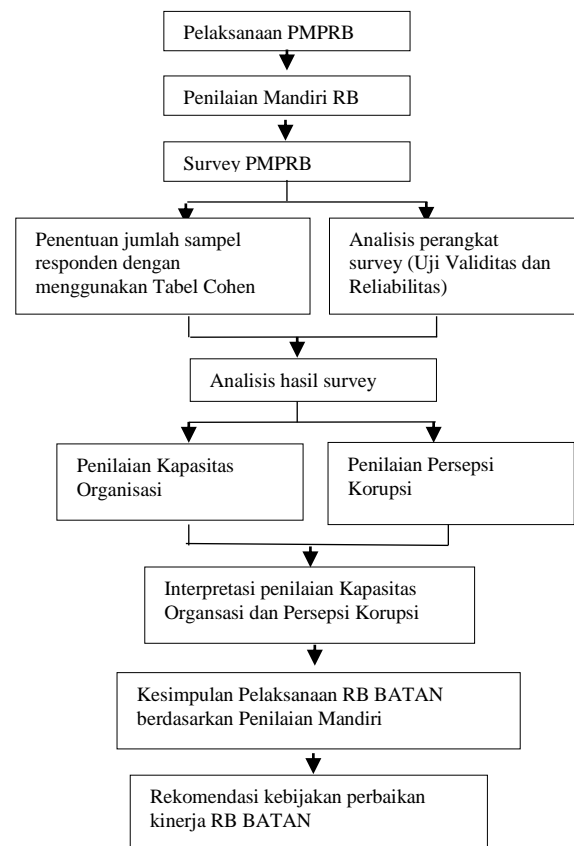 Pelaksanaan PMPRB
Penilaian Mandiri RB
Survey PMPRB
Penentuan jumlah sampel
responden dengan
menggunakan Tabel Cohen
Analisis perangkat
survey (Uji Validitas dan
Reliabilitas)
Analisis hasil survey
Penilaian Kapasitas
Organisasi
Penilaian Persepsi
Korupsi
Interpretasi penilaian Kapasitas
Organsasi dan Persepsi Korupsi
Kesimpulan Pelaksanaan RB BATAN
berdasarkan Penilaian Mandiri
Rekomendasi kebijakan perbaikan
kinerja RB BATAN